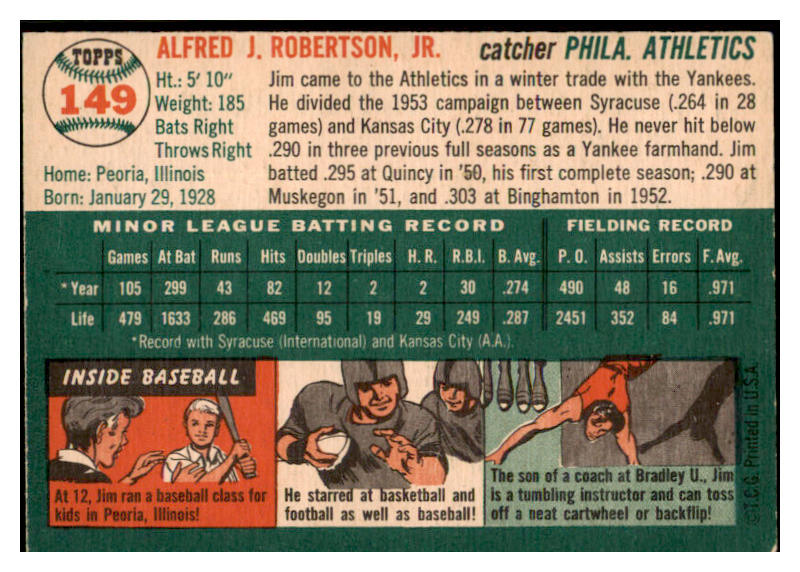 TOPPS
149
ALFRED J. ROBERTSON, JR. catcher PHILA. ATHLETICS
Ht.: 5' 10"
Weight: 185
Bats Right
Throws Right
Home: Peoria, Illinois
Born: January 29, 1928
Jim came to the Athletics in a winter trade with the Yankees.
He divided the 1953 campaign between Syracuse (.264 in 28
games) and Kansas City (.278 in 77 games). He never hit below
.290 in three previous full seasons as a Yankee farmhand. Jim
batted .295 at Quincy in '50, his first complete season; .290 at
Muskegon in '51, and .303 at Binghamton in 1952.
MINOR LEAGUE BATTING RECORD FIELDING RECORD
Games At Bat Runs Hits Doubles Triples H. R. R.B.I. B. Avg. P. O. Assists Errors F. Avg.
* Year 105 299 43 82 12 2 2 30 .274 490 48 16 .971
Life 479 1633 286 469 95 19 29 249 .287 2451 352 84 .971
*Record with Syracuse (International) and Kansas City (A.A.).
INSIDE BASEBALL
At 12, Jim ran a baseball class for
kids in Peoria, Illinois!
He starred at basketball and
football as well as baseball!
The son of a coach at Bradley U., Jim
is a tumbling instructor and can toss
off a neat cartwheel or backflip!
©T.C.G. Printed in U.S.A.